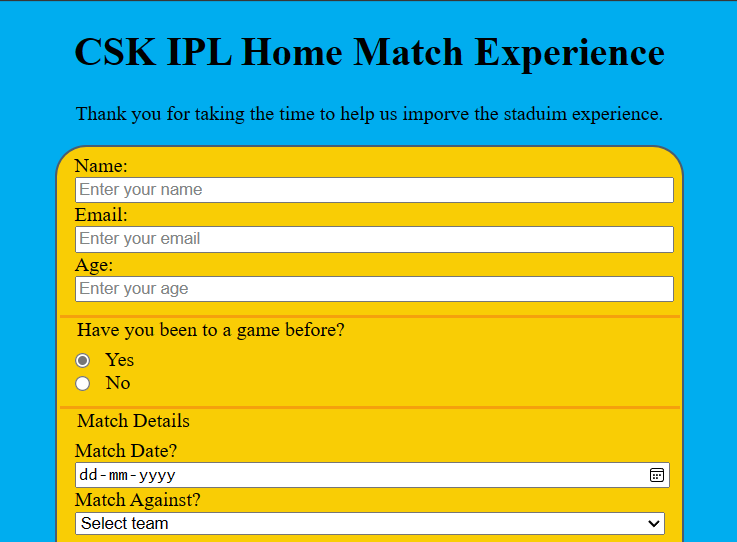 CSK IPL Home Match Experience
Thank you for taking the time to help us imporve the staduim experience.
Name:
Enter your name
Email:
Enter your email
Age:
Enter your age
Have you been to a game before?
Yes
No
Match Details
Match Date?
dd-mm-yyyy
Match Against?
Select team